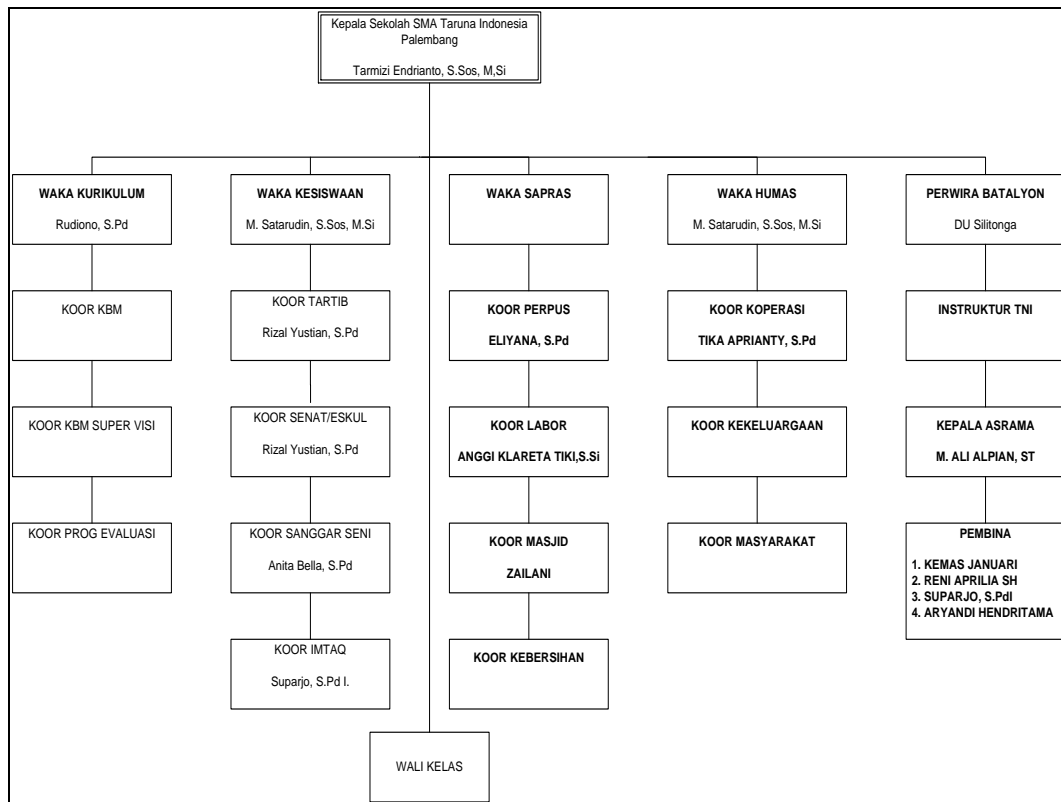 Kepala Sekolah SMA Taruna Indonesia
Palembang
Tarmizi Endrianto, S.Sos, M,Si
WAKA KURIKULUM
Rudiono, S.Pd
KOOR KBM
KOOR KBM SUPER VISI
KOOR PROG EVALUASI
WAKA KESISWAAN
M. Satarudin, S.Sos, M.Si
KOOR TARTIB
Rizal Yustian, S.Pd
KOOR SENAT/ESKUL
Rizal Yustian, S.Pd
KOOR SANGGAR SENI
Anita Bella, S.Pd
KOOR IMTAQ
Suparjo, S.Pd I.
WAKA SAPRAS
KOOR PERPUS
ELIYANA, S.Pd
KOOR LABOR
ANGGI KLARETA TIKI,S.Si
KOOR MASJID
ZAILANI
KOOR KEBERSIHAN
WAKA HUMAS
M. Satarudin, S.Sos, M.Si
KOOR KOPERASI
TIKA APRIANTY, S.Pd
KOOR KEKELUARGAAN
KOOR MASYARAKAT
PERWIRA BATALYON
DU Silitonga
INSTRUKTUR TNI
KEPALA ASRAMA
M. ALI ALPIAN, ST
PEMBINA
1. KEMAS JANUARI
2. RENI APRILIA SH
3. SUPARJO, S.PdI
4. ARYANDI HENDRITAMA
WALI KELAS